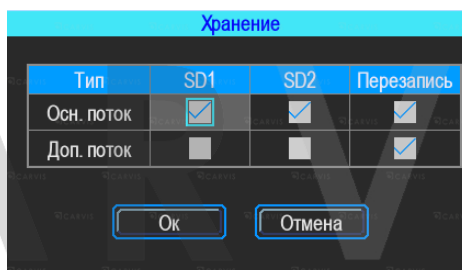 Хранение
Тип SD1 SD2 Перезапись
Осн. поток
Доп. поток
Ок Отмена